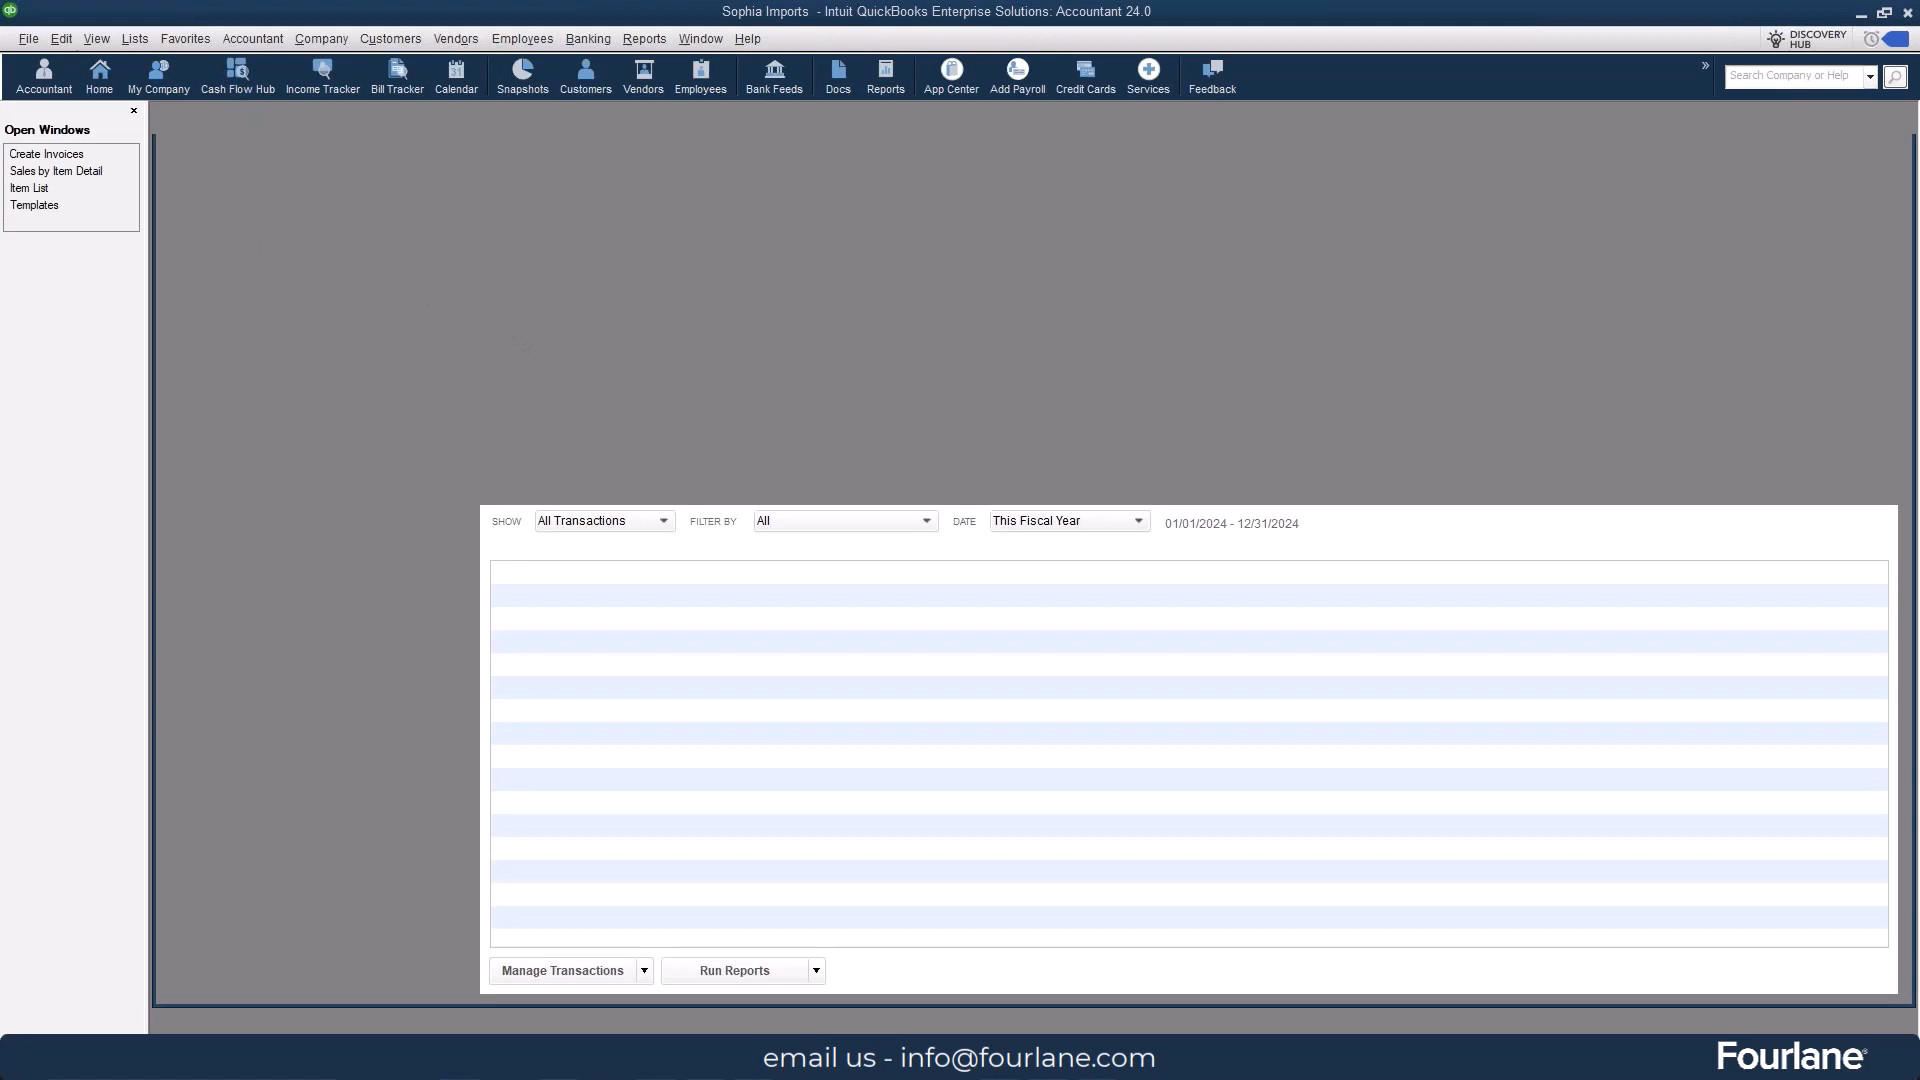 Sophia Imports - Intuit QuickBooks Enterprise Solutions: Accountant 24.0
File Edit View Lists Favorites Accountant Company Customers Vendors Employees Banking Reports Window Help
DISCOVERY
HUB
Accountant Home My Company Cash Flow Hub Income Tracker Bill Tracker Calendar Snapshots Customers Vendors Employees Bank Feeds Docs Reports App Center Add Payroll Credit Cards Services Feedback
» Search Company or Help
Open Windows
Create Invoices
Sales by Item Detail
Item List
Templates
SHOW All Transactions FILTER BY All DATE This Fiscal Year 01/01/2024 - 12/31/2024
Manage Transactions Run Reports
email us - info@fourlane.com
Fourlane